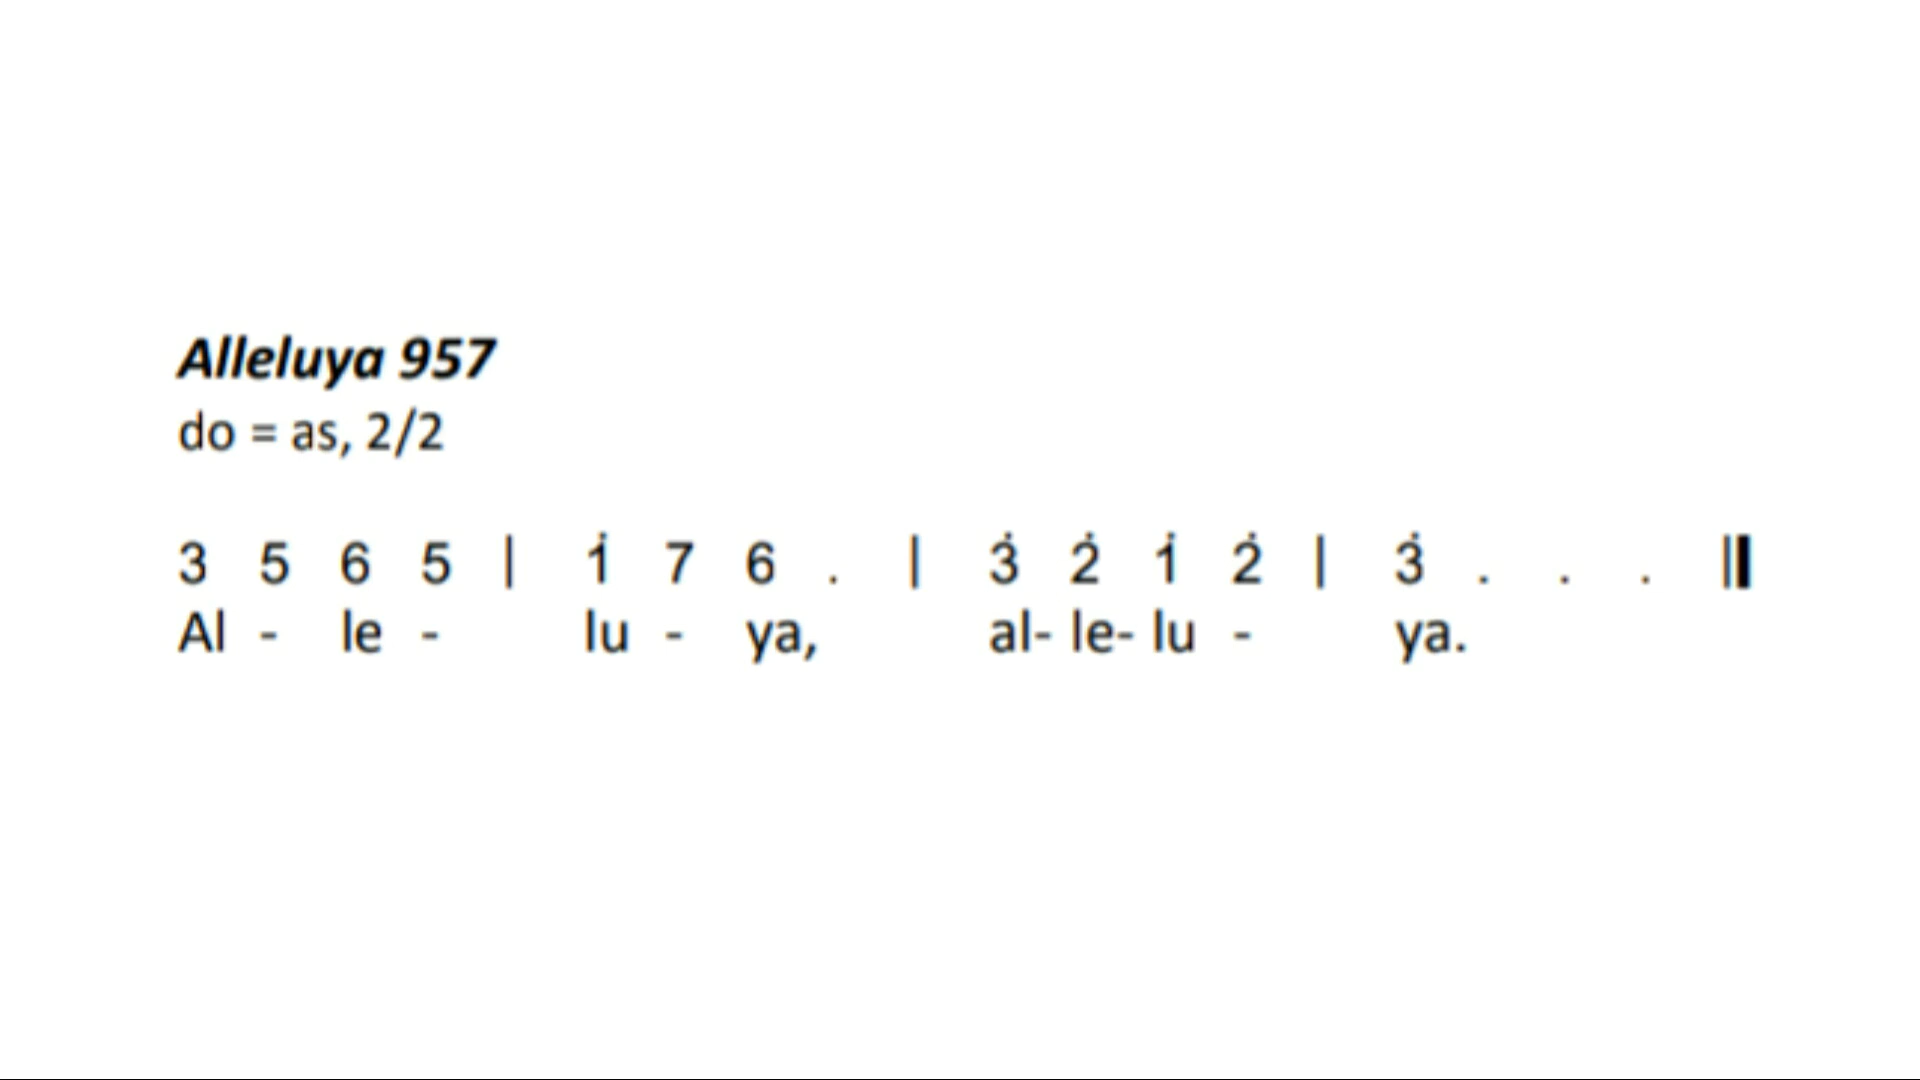 Alleluya 957
do = as, 2/2
3 5 6 5 | 1̇ 7 6 . | 3̇ 2̇ 1̇ 2̇ | 3̇ . . . ||
Al - le - lu - ya, al- le- lu - ya.